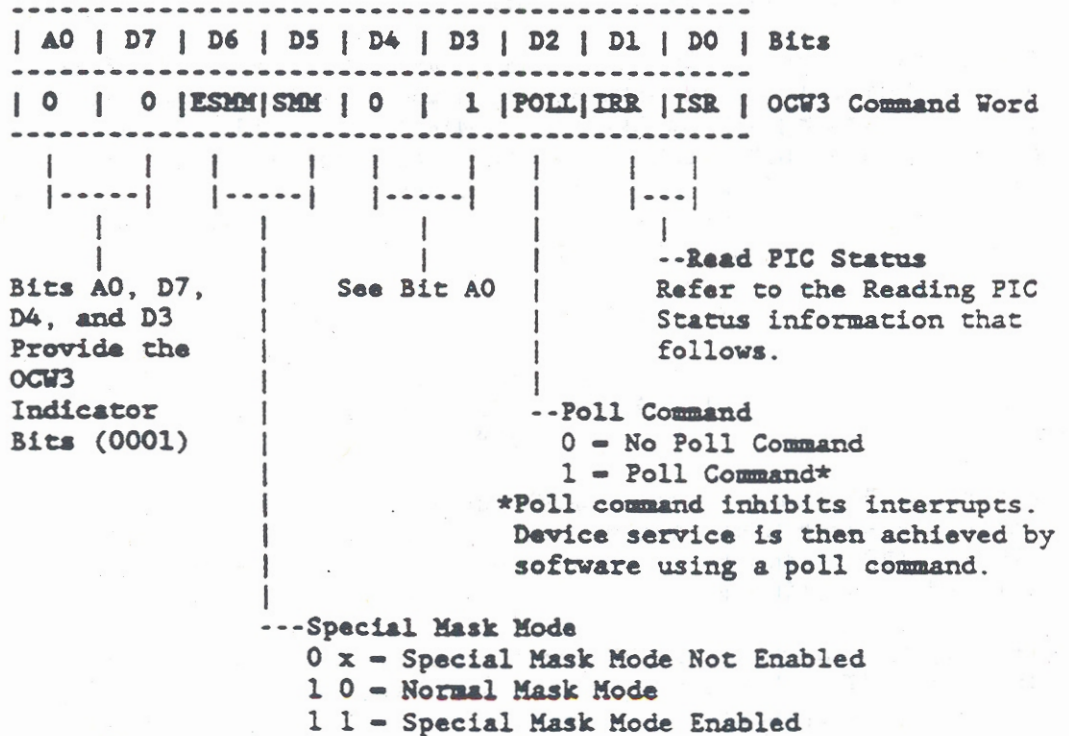 | A0 | D7 | D6 | D5 | D4 | D3 | D2 | D1 | D0 | Bits
| 0 | 0 |ESMM|SMM | 0 | 1 |POLL|IRR |ISR | OCW3 Command Word
--Read PIC Status
Bits A0, D7,
D4, and D3
Provide the
OCW3
Indicator
Bits (0001)
See Bit A0
Refer to the Reading PIC
Status information that
follows.
--Poll Command
0 = No Poll Command
1 = Poll Command*
*Poll command inhibits interrupts.
Device service is then achieved by
software using a poll command.
---Special Mask Mode
0 x = Special Mask Mode Not Enabled
1 0 = Normal Mask Mode
1 1 = Special Mask Mode Enabled